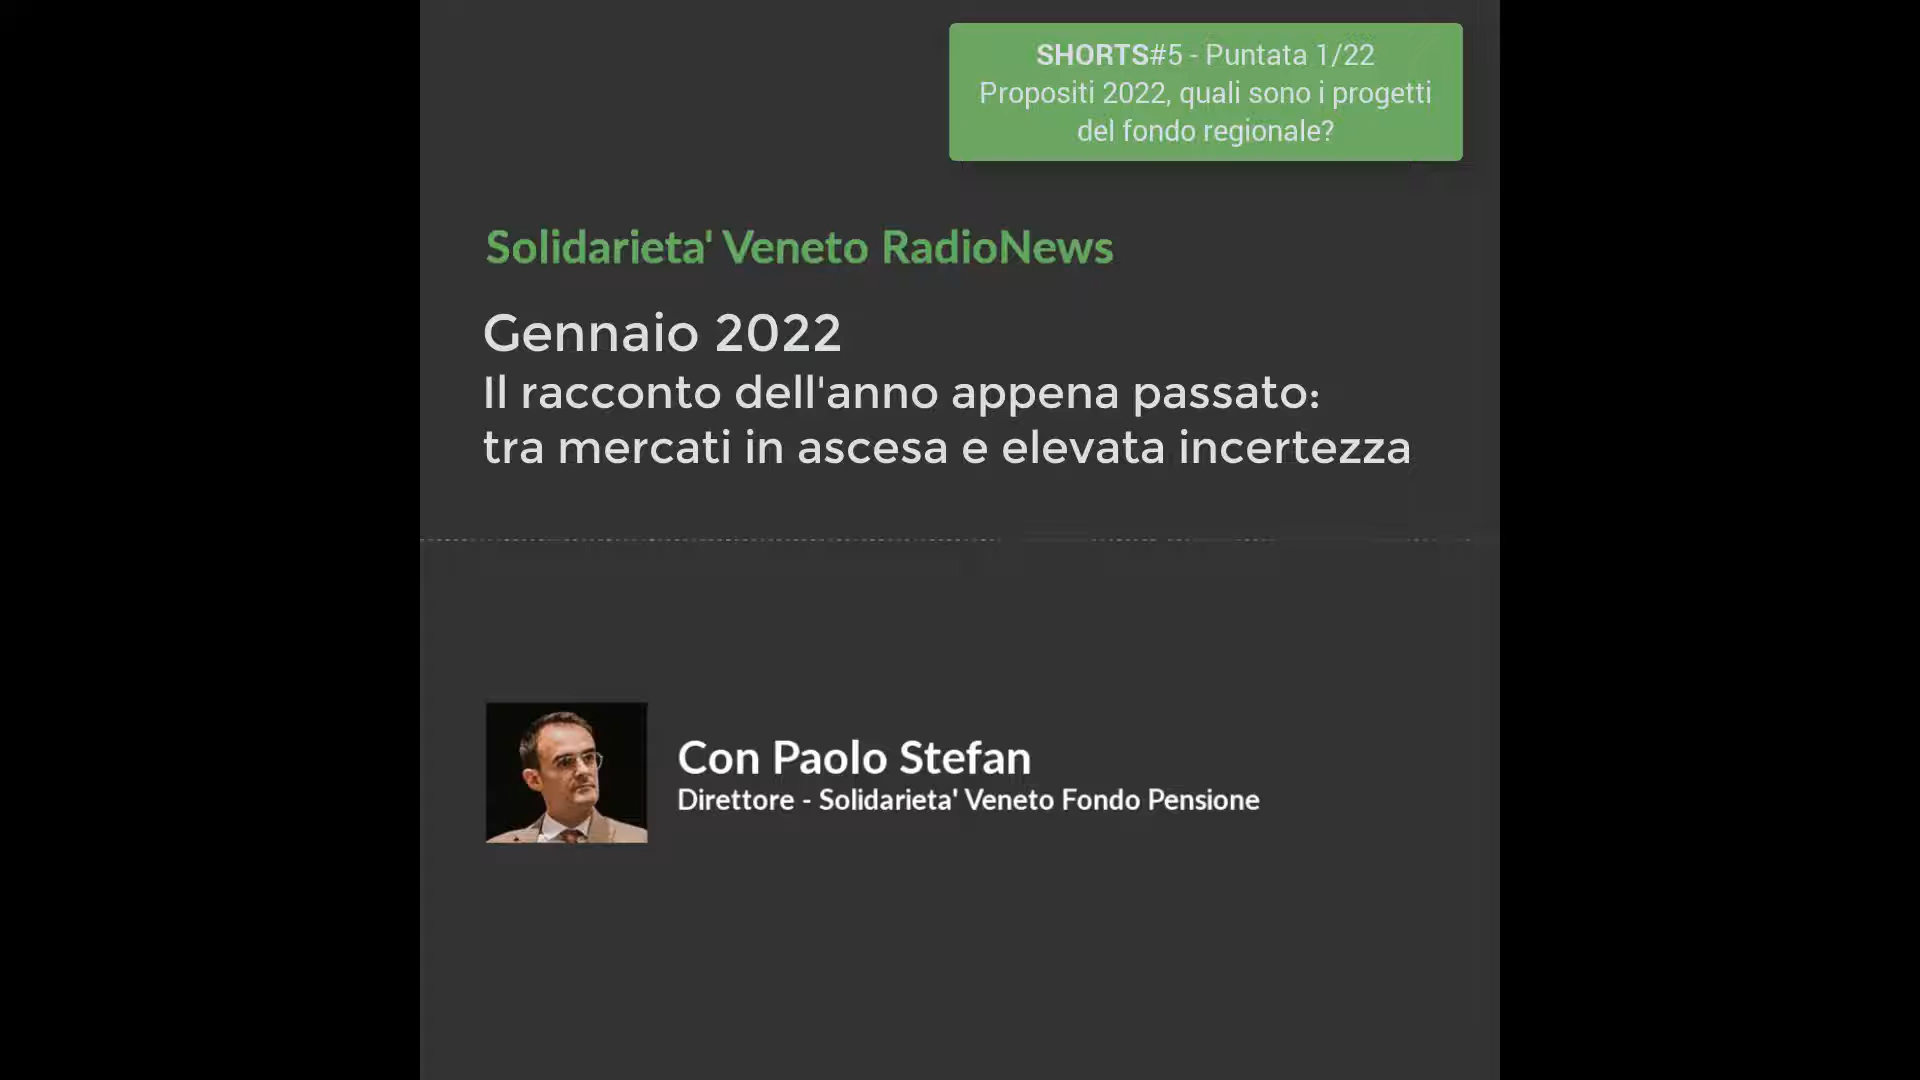 SHORTS#5 - Puntata 1/22
Propositi 2022, quali sono i progetti
del fondo regionale?
Solidarieta' Veneto RadioNews
Gennaio 2022
Il racconto dell'anno appena passato:
tra mercati in ascesa e elevata incertezza
Con Paolo Stefan
Direttore - Solidarieta' Veneto Fondo Pensione